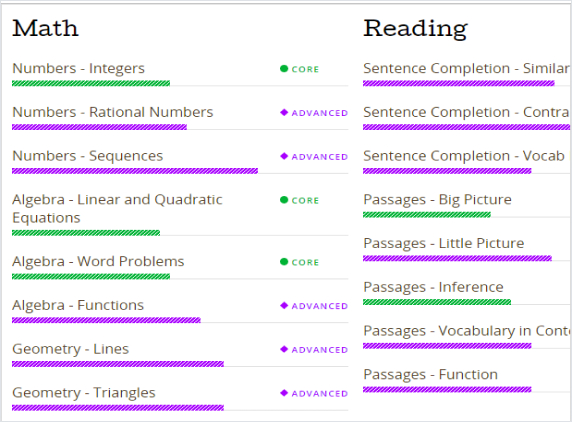 Math
Numbers - Integers
CORE
Numbers - Rational Numbers
ADVANCED
Numbers - Sequences
ADVANCED
Algebra - Linear and Quadratic
Equations
CORE
Algebra - Word Problems
CORE
Algebra - Functions
ADVANCED
Geometry - Lines
ADVANCED
Geometry - Triangles
ADVANCED
Reading
Sentence Completion - Similar
Sentence Completion - Contra
Sentence Completion - Vocab
Passages - Big Picture
Passages - Little Picture
Passages - Inference
Passages - Vocabulary in Cont
Passages - Function